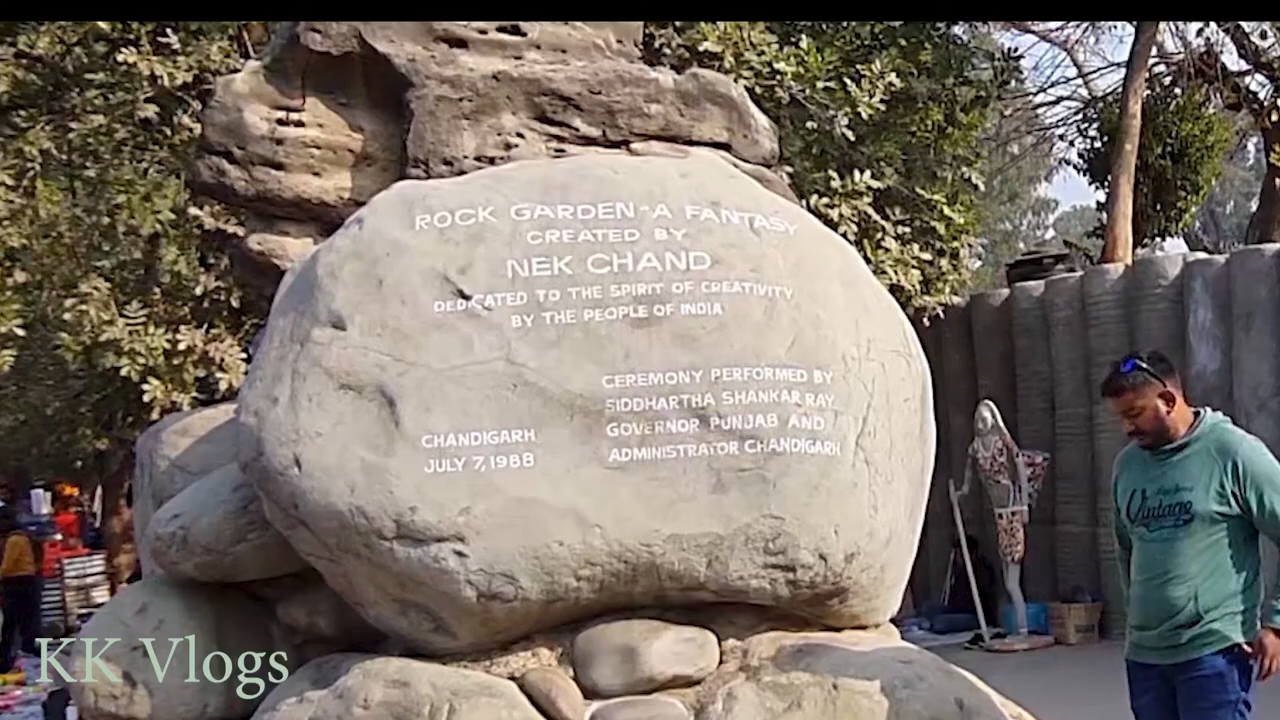 ROCK GARDEN-A FANTASY
CREATED BY
NEK CHAND
DEDICATED TO THE SPIRIT OF CREATIVITY
BY THE PEOPLE OF INDIA
CEREMONY PERFORMED BY
SIDDHARTHA SHANKAR RAY
GOVERNOR PUNJAB AND
ADMINISTRATOR CHANDIGARH
CHANDIGARH
JULY 7, 1988
Vintage
KK Vlogs